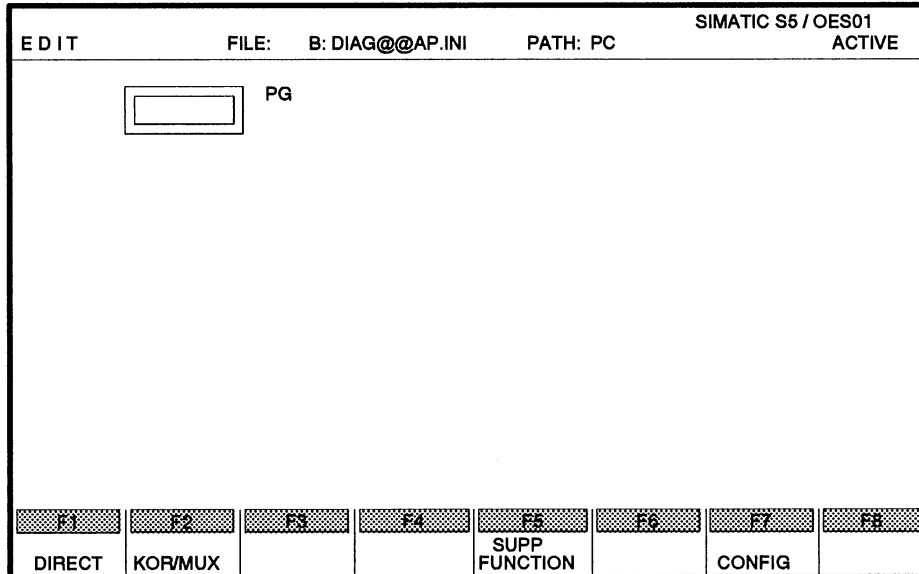 SIMATIC S5 / OES01
EDIT FILE: B: DIAG@@AP.INI PATH: PC ACTIVE
PG
F1 F2 F3 F4 F5 F6 F7 F8
DIRECT KOR/MUX SUPP FUNCTION CONFIG